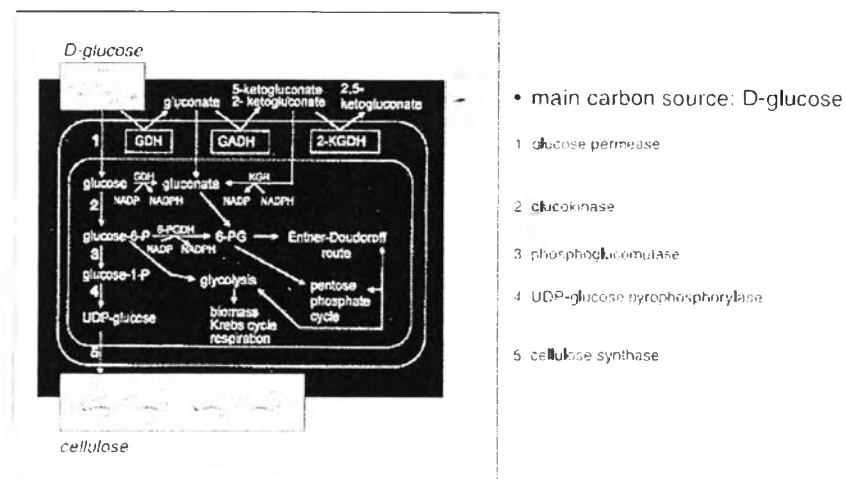 D-glucose
5-ketogluconate 2,5-
gluconate 2- ketogluconate ketogluconate
1 GDH GADH 2-KGDH
glucose GDH gluconate KGR
NADP NADPH NADP NADPH
2
glucose-6-P 6-PGDH 6-PG Entner-Doudoroff
NADP NADPH route
3
glucose-1-P glycolysis pentose
4 phosphate
UDP-glucose biomass cycle
Krebs cycle
respiration
5
cellulose
• main carbon source: D-glucose
1 glucose permease
2 glucokinase
3 phosphoglucomutase
4 UDP-glucose pyrophosphorylase
5 cellulose synthase